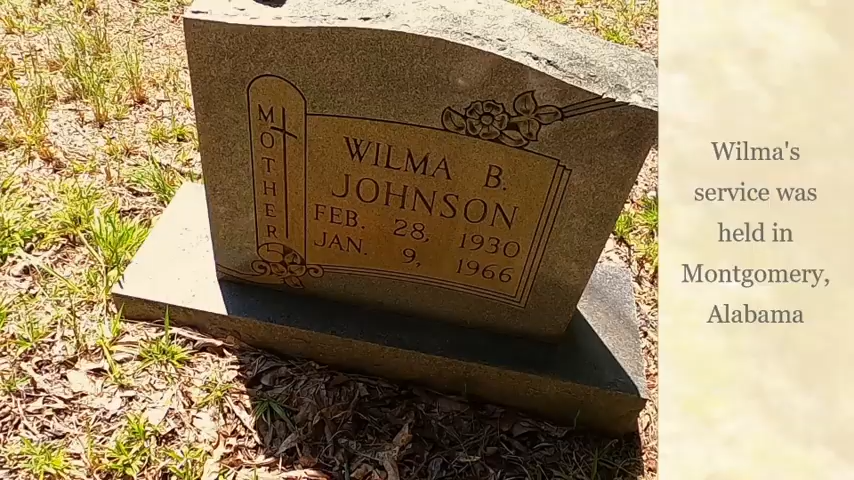 MOTHER
WILMA B.
JOHNSON
FEB. 28, 1930
JAN. 9, 1966
Wilma's
service was
held in
Montgomery,
Alabama